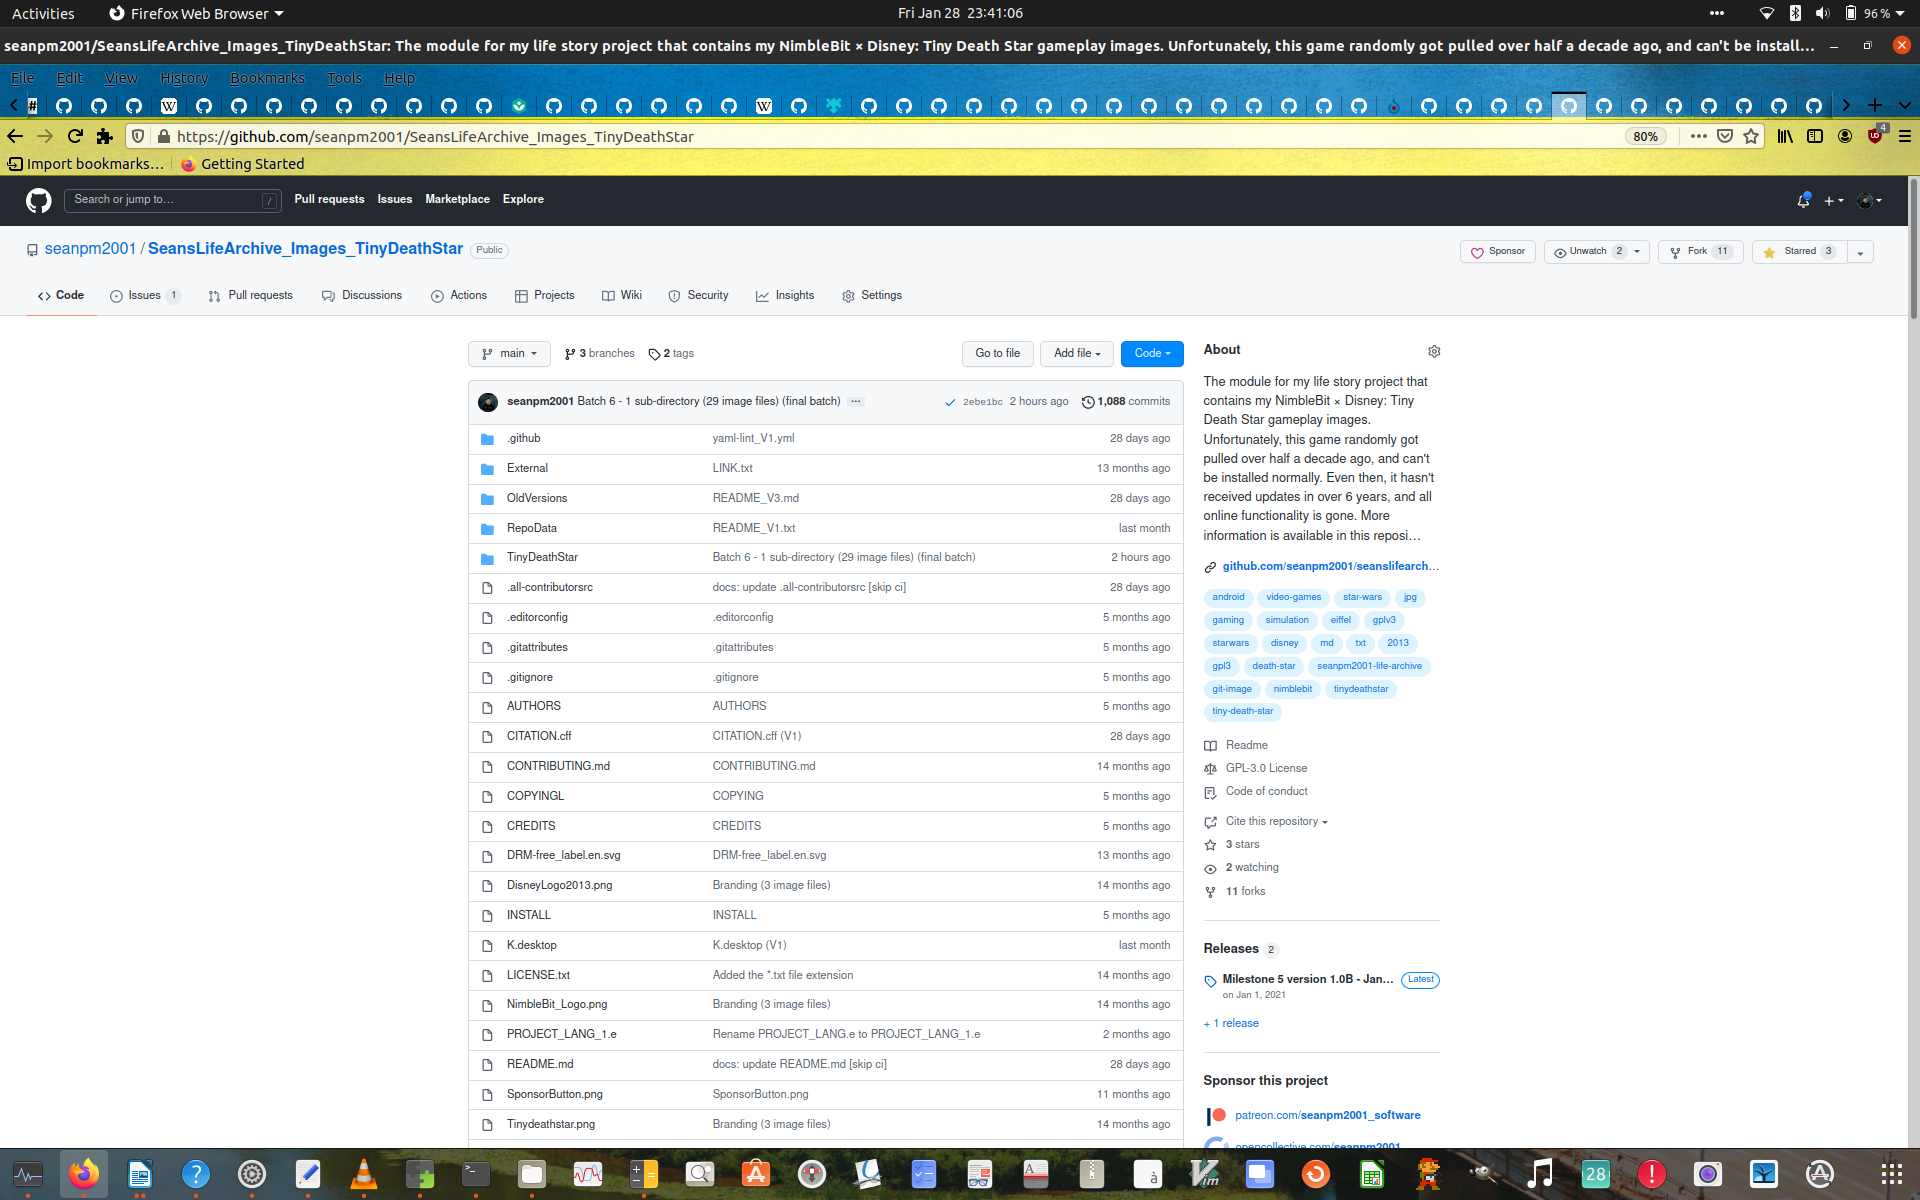 Activities
Firefox Web Browser
Fri Jan 28 23:41:06
96 %
seanpm2001/SeansLifeArchive_Images_TinyDeathStar: The module for my life story project that contains my NimbleBit × Disney: Tiny Death Star gameplay images. Unfortunately, this game randomly got pulled over half a decade ago, and can't be install...
File Edit View History Bookmarks Tools Help
https://github.com/seanpm2001/SeansLifeArchive_Images_TinyDeathStar
80%
4
Import bookmarks...
Getting Started
Search or jump to...
/
Pull requests Issues Marketplace Explore
seanpm2001 / SeansLifeArchive_Images_TinyDeathStar Public
Sponsor
Unwatch 2
Fork 11
Starred 3
Code
Issues 1
Pull requests
Discussions
Actions
Projects
Wiki
Security
Insights
Settings
main
3 branches
2 tags
Go to file
Add file
Code
seanpm2001 Batch 6 - 1 sub-directory (29 image files) (final batch) ... 2ebe1bc 2 hours ago 1,088 commits
.github yaml-lint_V1.yml 28 days ago
External LINK.txt 13 months ago
OldVersions README_V3.md 28 days ago
RepoData README_V1.txt last month
TinyDeathStar Batch 6 - 1 sub-directory (29 image files) (final batch) 2 hours ago
.all-contributorsrc docs: update .all-contributorsrc [skip ci] 28 days ago
.editorconfig .editorconfig 5 months ago
.gitattributes .gitattributes 5 months ago
.gitignore .gitignore 5 months ago
AUTHORS AUTHORS 5 months ago
CITATION.cff CITATION.cff (V1) 28 days ago
CONTRIBUTING.md CONTRIBUTING.md 14 months ago
COPYINGL COPYING 5 months ago
CREDITS CREDITS 5 months ago
DRM-free_label.en.svg DRM-free_label.en.svg 13 months ago
DisneyLogo2013.png Branding (3 image files) 14 months ago
INSTALL INSTALL 5 months ago
K.desktop K.desktop (V1) last month
LICENSE.txt Added the *.txt file extension 14 months ago
NimbleBit_Logo.png Branding (3 image files) 14 months ago
PROJECT_LANG_1.e Rename PROJECT_LANG.e to PROJECT_LANG_1.e 2 months ago
README.md docs: update README.md [skip ci] 28 days ago
SponsorButton.png SponsorButton.png 11 months ago
Tinydeathstar.png Branding (3 image files) 14 months ago
About
The module for my life story project that
contains my NimbleBit × Disney: Tiny
Death Star gameplay images.
Unfortunately, this game randomly got
pulled over half a decade ago, and can't
be installed normally. Even then, it hasn't
received updates in over 6 years, and all
online functionality is gone. More
information is available in this reposi...
github.com/seanpm2001/seanslifearch...
android video-games star-wars jpg
gaming simulation eiffel gplv3
starwars disney md txt 2013
gpl3 death-star seanpm2001-life-archive
git-image nimblebit tinydeathstar
tiny-death-star
Readme
GPL-3.0 License
Code of conduct
Cite this repository
3 stars
2 watching
11 forks
Releases 2
Milestone 5 version 1.0B - Jan... Latest
on Jan 1, 2021
+ 1 release
Sponsor this project
patreon.com/seanpm2001_software
opencollective.com/seanpm2001
28